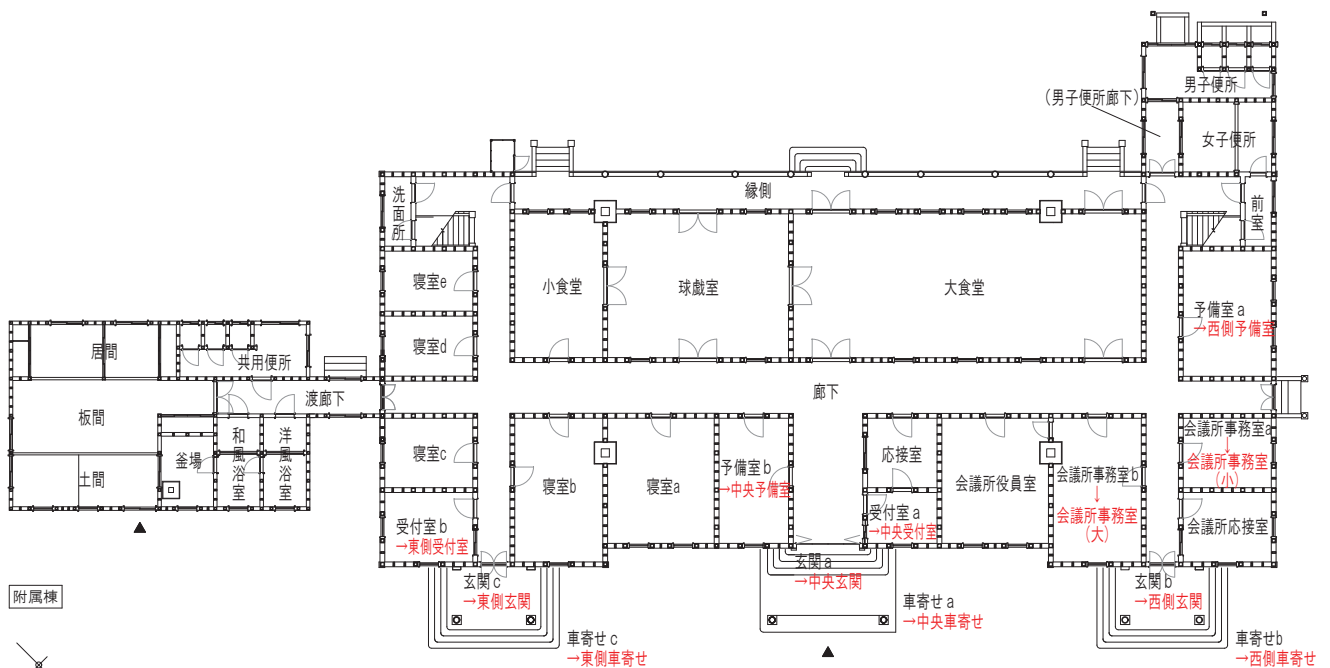 男子便所
(男子便所廊下)
女子便所
洗面所
縁側
前室
寝室e
小食堂
球戯室
大食堂
予備室a
→西側予備室
寝室d
居間
共用便所
渡廊下
廊下
板間
和風浴室
洋風浴室
釜場
土間
寝室c
寝室b
寝室a
予備室b
→中央予備室
応接室
会議所役員室
会議所事務室b
↓
会議所事務室
(大)
会議所事務室a
↓
会議所事務室
(小)
受付室b
→東側受付室
受付室a
→中央受付室
会議所応接室
玄関c
→東側玄関
玄関a
→中央玄関
玄関b
→西側玄関
附属棟
車寄せc
→東側車寄せ
車寄せa
→中央車寄せ
車寄せb
→西側車寄せ